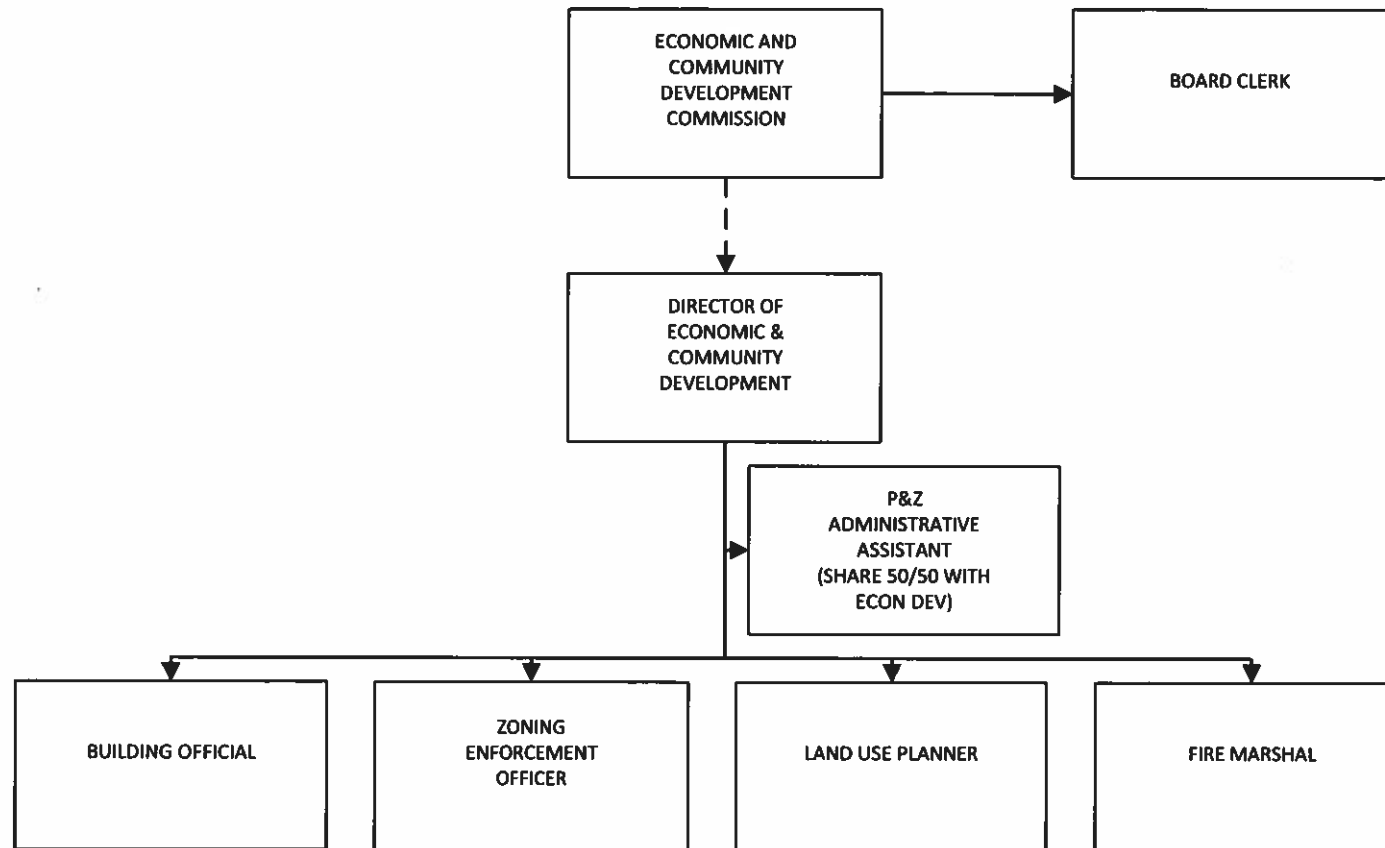 ECONOMIC AND
COMMUNITY
DEVELOPMENT
COMMISSION
BOARD CLERK
DIRECTOR OF
ECONOMIC &
COMMUNITY
DEVELOPMENT
P&Z
ADMINISTRATIVE
ASSISTANT
(SHARE 50/50 WITH
ECON DEV)
BUILDING OFFICIAL
ZONING
ENFORCEMENT
OFFICER
LAND USE PLANNER
FIRE MARSHAL